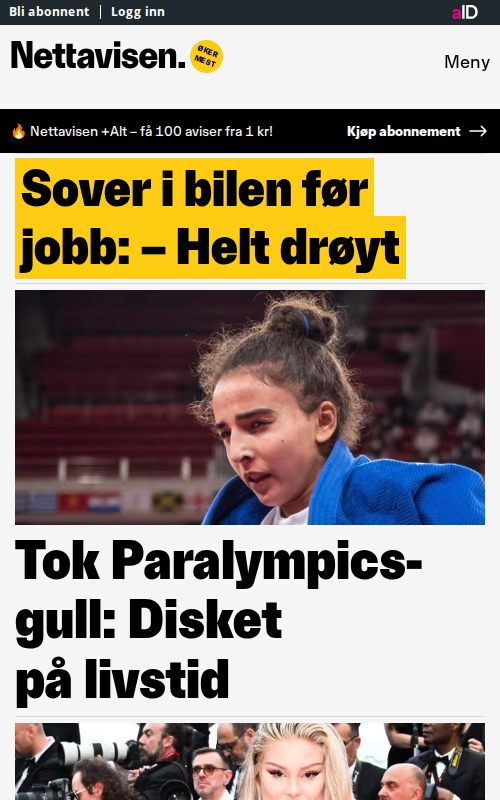 Bli abonnent | Logg inn
aID
Nettavisen.
ØKER
MEST
Meny
🔥 Nettavisen +Alt – få 100 aviser fra 1 kr!
Kjøp abonnement →
Sover i bilen før
jobb: – Helt drøyt
Tok Paralympics-
gull: Disket
på livstid